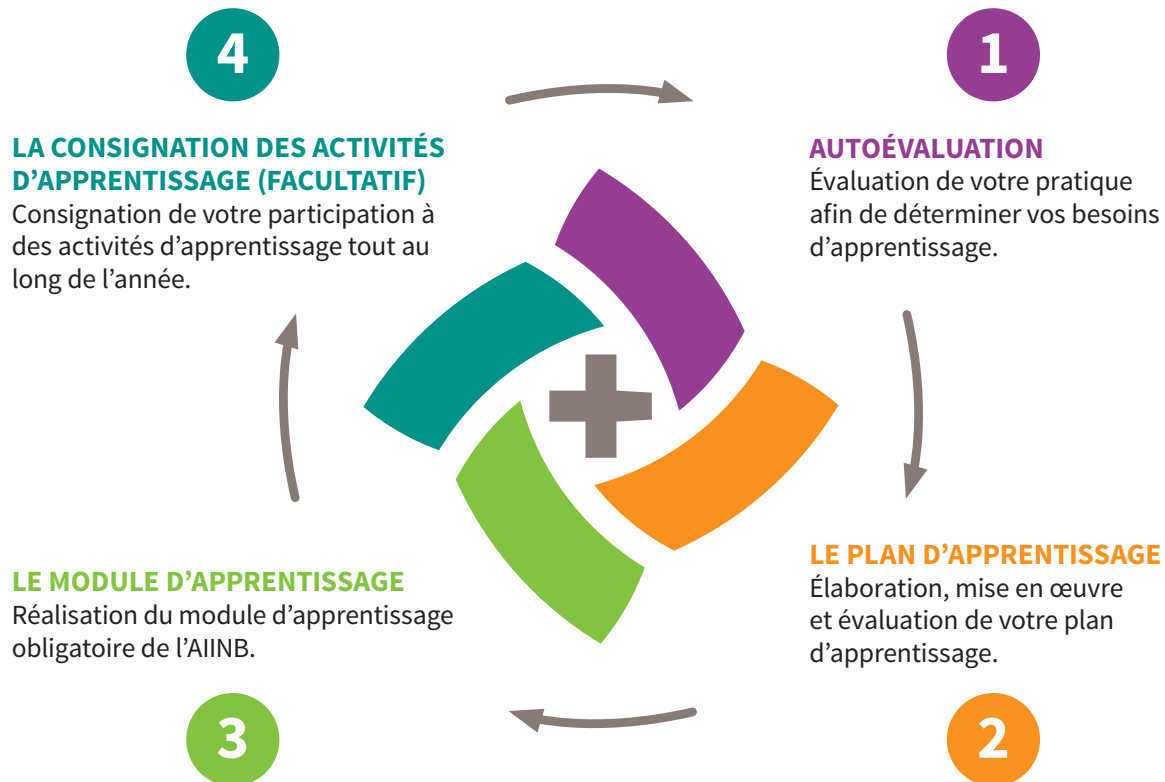 1
AUTOÉVALUATION
Évaluation de votre pratique
afin de déterminer vos besoins
d’apprentissage.
2
LE PLAN D’APPRENTISSAGE
Élaboration, mise en œuvre
et évaluation de votre plan
d’apprentissage.
3
LE MODULE D’APPRENTISSAGE
Réalisation du module d’apprentissage
obligatoire de l’AIINB.
4
LA CONSIGNATION DES ACTIVITÉS
D’APPRENTISSAGE (FACULTATIF)
Consignation de votre participation à
des activités d’apprentissage tout au
long de l’année.